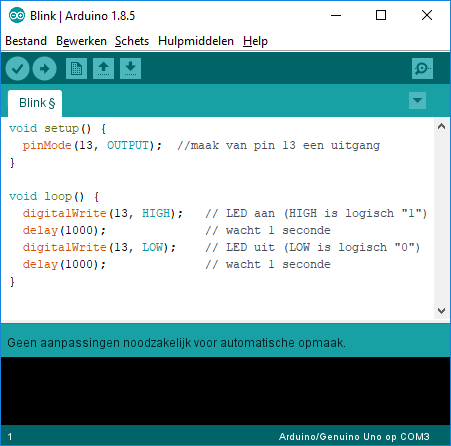 Blink | Arduino 1.8.5
Bestand Bewerken Schets Hulpmiddelen Help
Blink §
void setup() {
  pinMode(13, OUTPUT);  //maak van pin 13 een uitgang
}

void loop() {
  digitalWrite(13, HIGH);   // LED aan (HIGH is logisch "1")
  delay(1000);              // wacht 1 seconde
  digitalWrite(13, LOW);    // LED uit (LOW is logisch "0")
  delay(1000);              // wacht 1 seconde
}
Geen aanpassingen noodzakelijk voor automatische opmaak.
1 Arduino/Genuino Uno op COM3